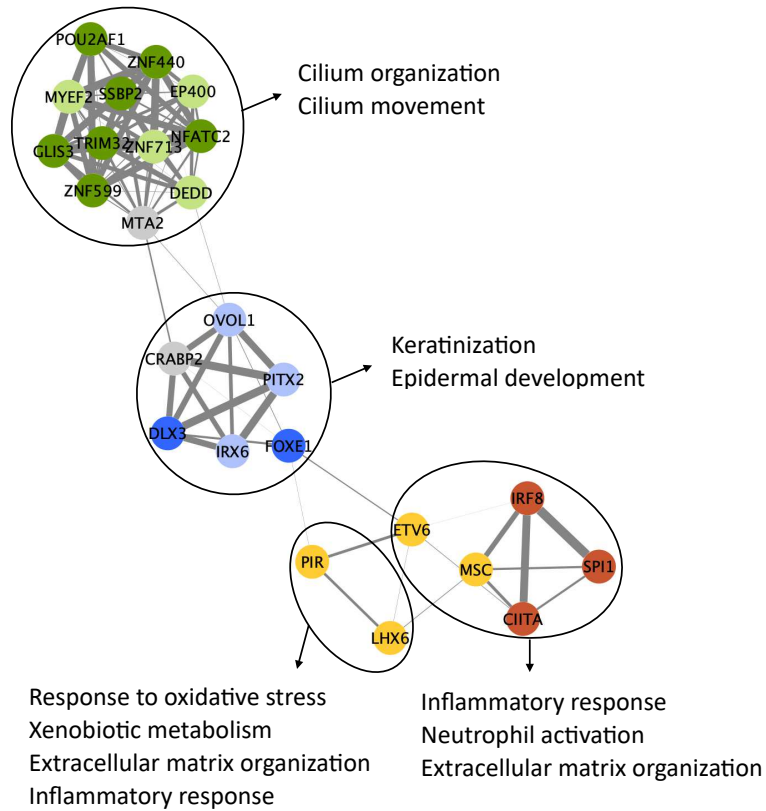 POU2AF1
ZNF440
MYEF2
SSBP2
EP400
GLIS3
TRIM32
ZNF713
NFATC2
ZNF599
DEDD
MTA2
Cilium organization
Cilium movement
OVOL1
CRABP2
PITX2
DLX3
IRX6
FOXE1
Keratinization
Epidermal development
IRF8
ETV6
PIR
MSC
SPI1
CIITA
LHX6
Response to oxidative stress
Xenobiotic metabolism
Extracellular matrix organization
Inflammatory response
Inflammatory response
Neutrophil activation
Extracellular matrix organization